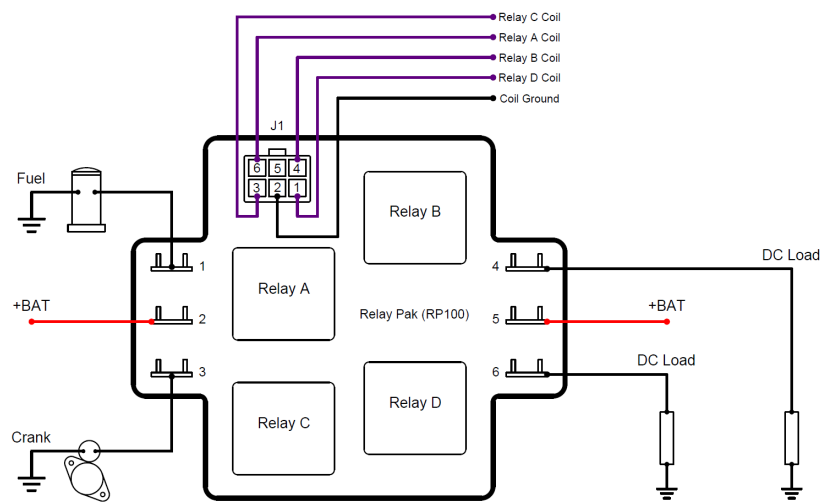 Relay C Coil
Relay A Coil
Relay B Coil
Relay D Coil
Coil Ground
J1
6 5 4
3 2 1
Fuel
Relay B
1
4
DC Load
Relay A
+BAT
2
Relay Pak (RP100)
5
+BAT
3
6
DC Load
Relay C
Relay D
Crank